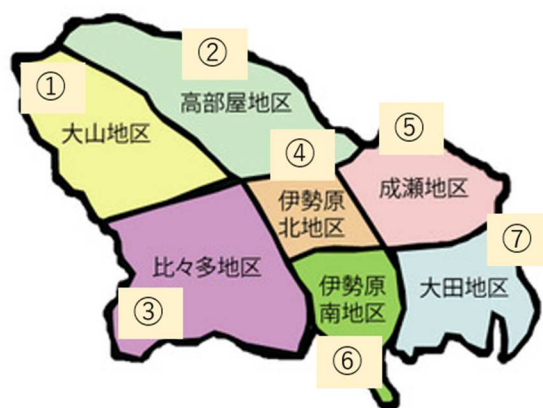 ①
大山地区
②
高部屋地区
③
比々多地区
④
伊勢原
北地区
⑤
成瀬地区
⑥
伊勢原
南地区
⑦
大田地区